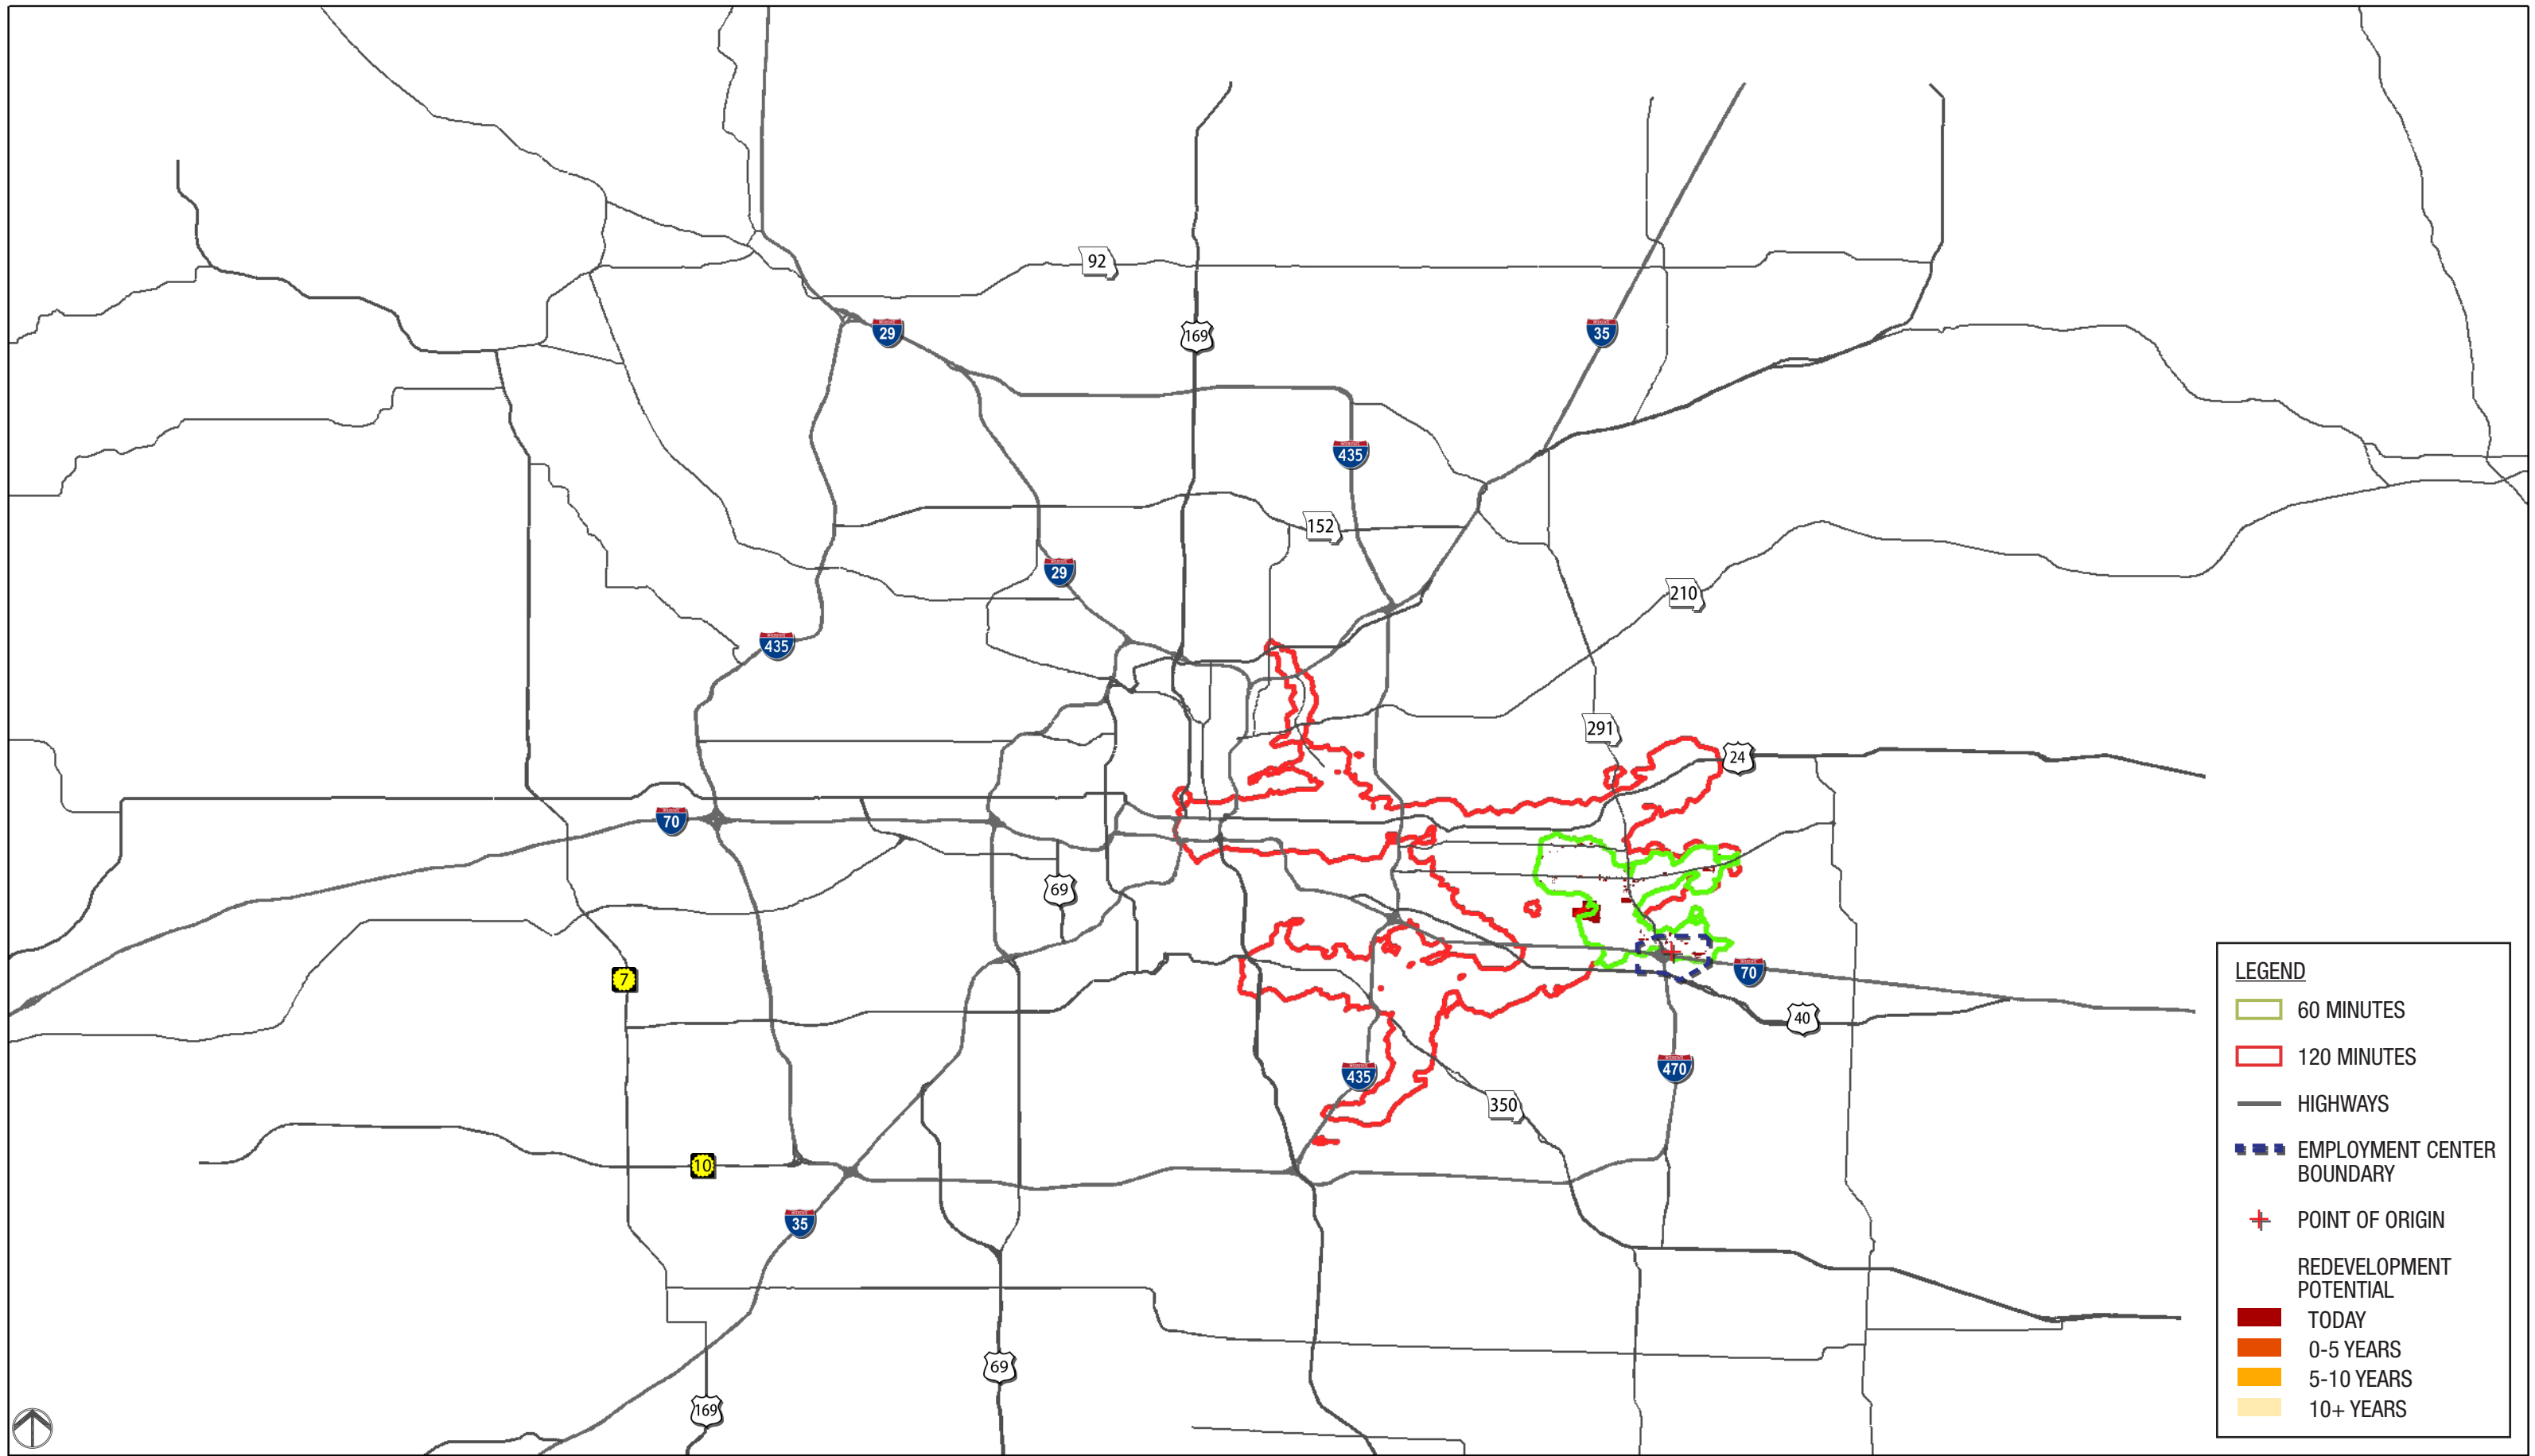 92
29
169
35
435
152
29
210
435
291
24
70
69
7
70
40
435
470
350
10
35
69
169
LEGEND
60 MINUTES
120 MINUTES
HIGHWAYS
EMPLOYMENT CENTER
BOUNDARY
POINT OF ORIGIN
REDEVELOPMENT
POTENTIAL
TODAY
0-5 YEARS
5-10 YEARS
10+ YEARS